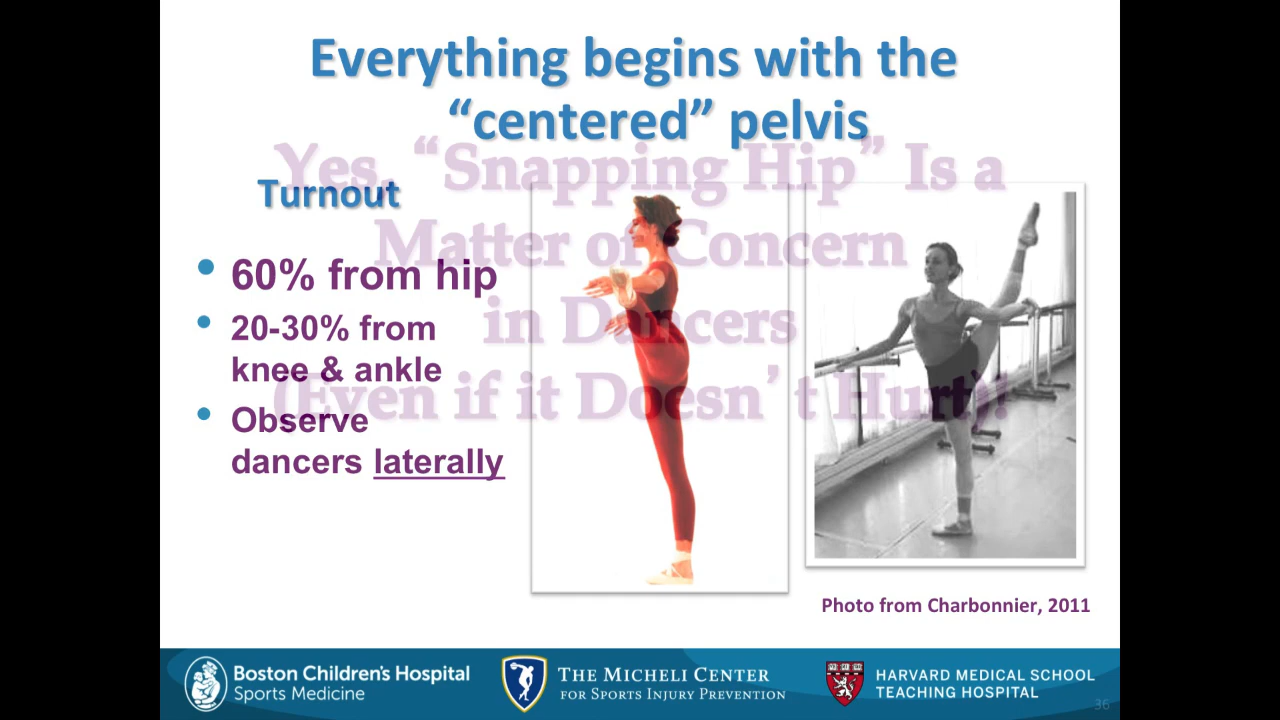 Everything begins with the
“centered” pelvis
Yes, “Snapping Hip” Is a
Matter of Concern
in Dancers
(Even if it Doesn’t Hurt)!
Turnout
• 60% from hip
• 20-30% from
knee & ankle
• Observe
dancers laterally
Photo from Charbonnier, 2011
Boston Children's Hospital
Sports Medicine
THE MICHELI CENTER
FOR SPORTS INJURY PREVENTION
HARVARD MEDICAL SCHOOL
TEACHING HOSPITAL
36